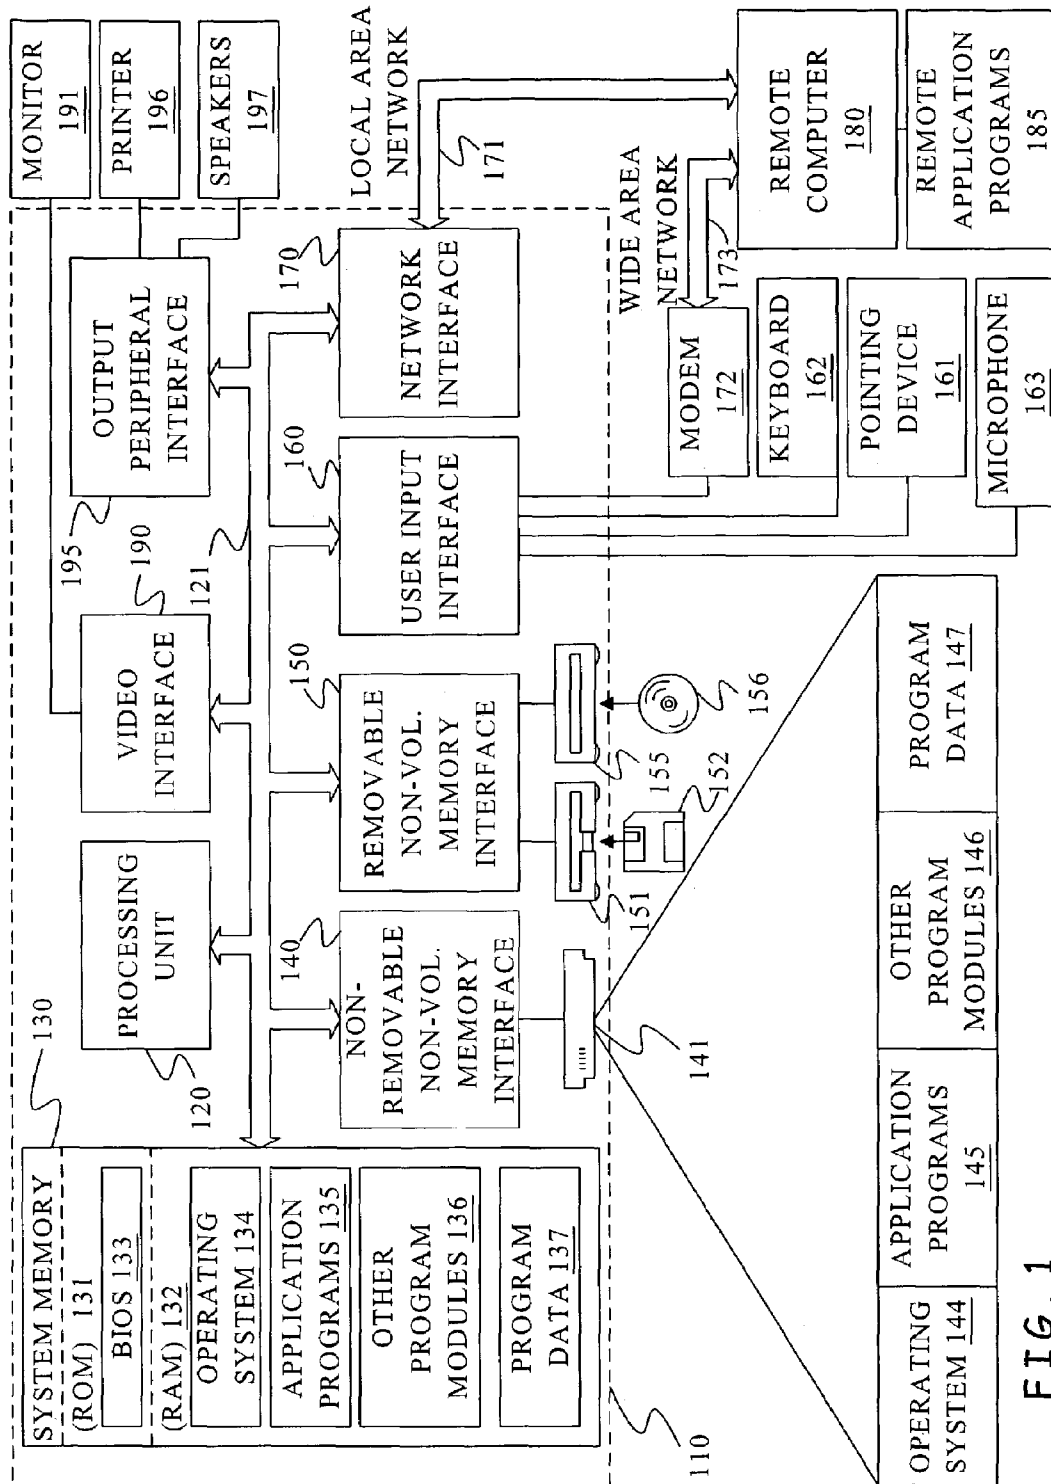 SYSTEM MEMORY
(ROM) 131
BIOS 133
(RAM) 132
OPERATING
SYSTEM 134
APPLICATION
PROGRAMS 135
OTHER
PROGRAM
MODULES 136
PROGRAM
DATA 137
130
PROCESSING
UNIT
120
VIDEO
INTERFACE
190
121
OUTPUT
PERIPHERAL
INTERFACE
195
MONITOR
191
PRINTER
196
SPEAKERS
197
NON-
REMOVABLE
NON-VOL.
MEMORY
INTERFACE
140
REMOVABLE
NON-VOL.
MEMORY
INTERFACE
150
USER INPUT
INTERFACE
160
NETWORK
INTERFACE
170
LOCAL AREA
NETWORK
171
WIDE AREA
NETWORK
173
110
141
151
152
155
156
MODEM
172
KEYBOARD
162
POINTING
DEVICE
161
MICROPHONE
163
REMOTE
COMPUTER
180
REMOTE
APPLICATION
PROGRAMS
185
OPERATING
SYSTEM 144
APPLICATION
PROGRAMS
145
OTHER
PROGRAM
MODULES 146
PROGRAM
DATA 147
FIG. 1